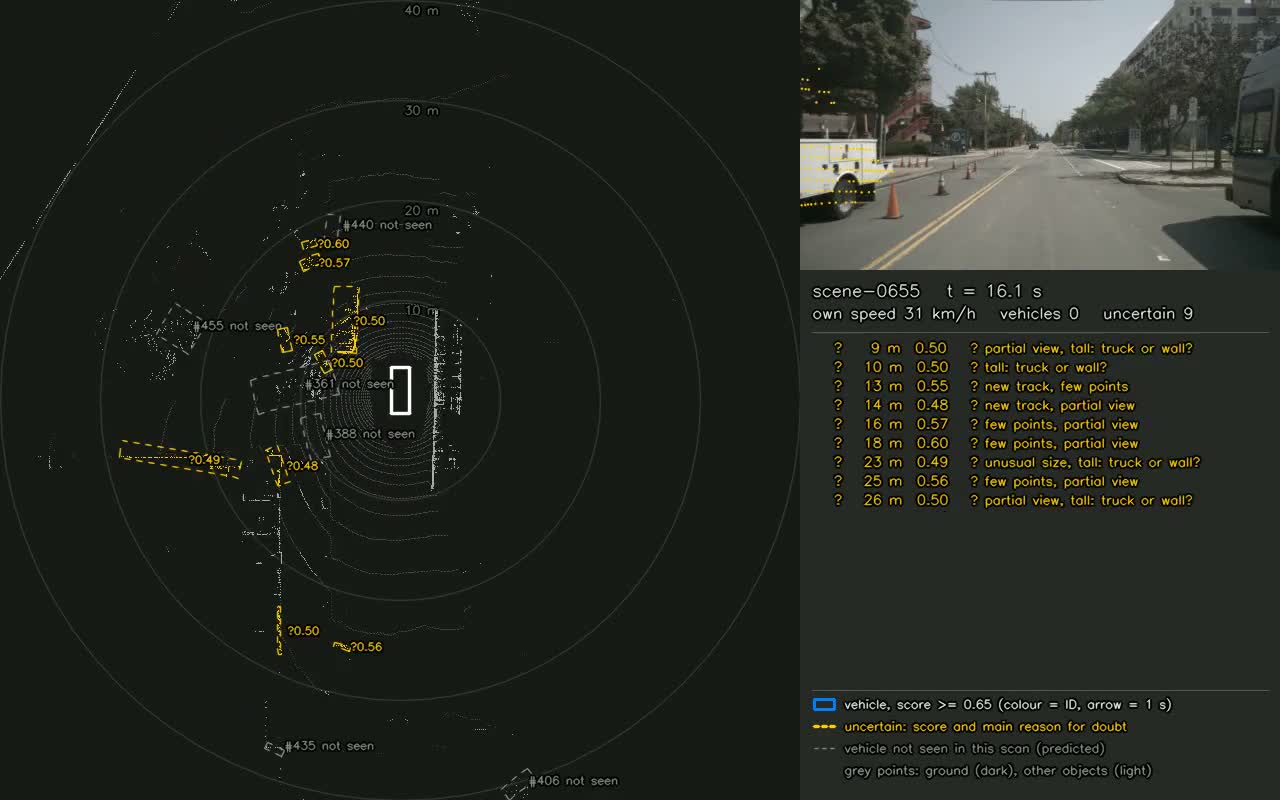 40 m
30 m
20 m
#440 not seen
?0.60
?0.57
10 m
?0.50
#455 not seen
?0.55
?0.50
#361 not seen
#388 not seen
?0.49
?0.48
?0.50
?0.56
#435 not seen
#406 not seen
scene-0655 t = 16.1 s
own speed 31 km/h vehicles 0 uncertain 9
? 9 m 0.50 ? partial view, tall: truck or wall?
? 10 m 0.50 ? tall: truck or wall?
? 13 m 0.55 ? new track, few points
? 14 m 0.48 ? new track, partial view
? 16 m 0.57 ? few points, partial view
? 18 m 0.60 ? few points, partial view
? 23 m 0.49 ? unusual size, tall: truck or wall?
? 25 m 0.56 ? few points, partial view
? 26 m 0.50 ? partial view, tall: truck or wall?
vehicle, score >= 0.65 (colour = ID, arrow = 1 s)
uncertain: score and main reason for doubt
vehicle not seen in this scan (predicted)
grey points: ground (dark), other objects (light)